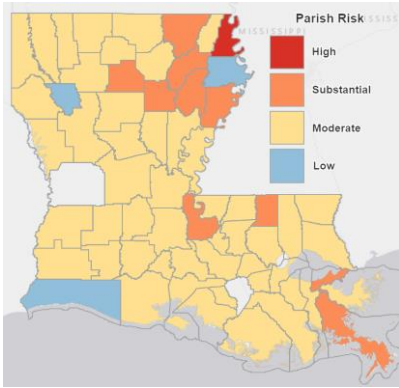 Parish Risk
MISSISSIPPI
High
Substantial
Moderate
Low